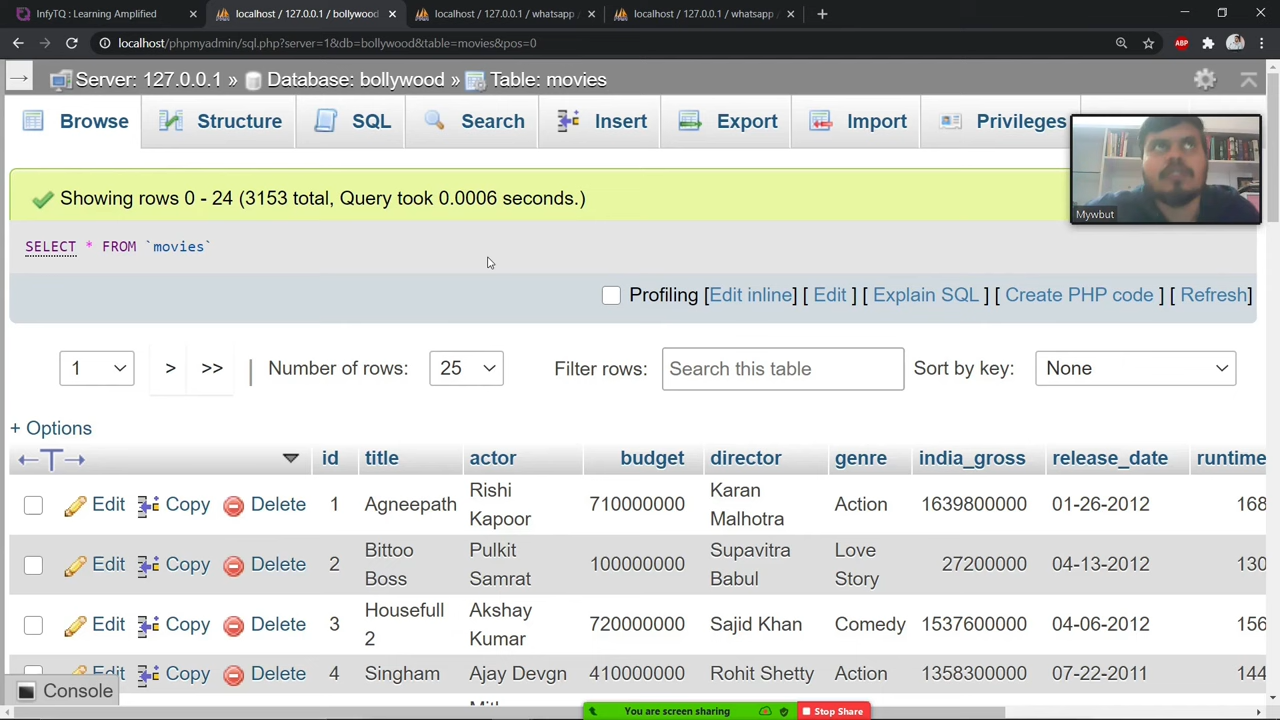 InfyTQ : Learning Amplified
localhost / 127.0.0.1 / bollywood
localhost / 127.0.0.1 / whatsapp
localhost / 127.0.0.1 / whatsapp
localhost/phpmyadmin/sql.php?server=1&db=bollywood&table=movies&pos=0
ABP
Server: 127.0.0.1 » Database: bollywood » Table: movies
Browse Structure SQL Search Insert Export Import Privileges
Mywbut
Showing rows 0 - 24 (3153 total, Query took 0.0006 seconds.)
SELECT * FROM `movies`
Profiling [Edit inline] [ Edit ] [ Explain SQL ] [ Create PHP code ] [ Refresh]
1 > >> | Number of rows: 25 Filter rows: Search this table Sort by key: None
+ Options
←T→ id title actor budget director genre india_gross release_date runtime
Edit Copy Delete 1 Agneepath Rishi Kapoor 710000000 Karan Malhotra Action 1639800000 01-26-2012 168
Edit Copy Delete 2 Bittoo Boss Pulkit Samrat 100000000 Supavitra Babul Love Story 27200000 04-13-2012 130
Edit Copy Delete 3 Housefull 2 Akshay Kumar 720000000 Sajid Khan Comedy 1537600000 04-06-2012 156
Edit Copy Delete 4 Singham Ajay Devgn 410000000 Rohit Shetty Action 1358300000 07-22-2011 144
Console
You are screen sharing Stop Share